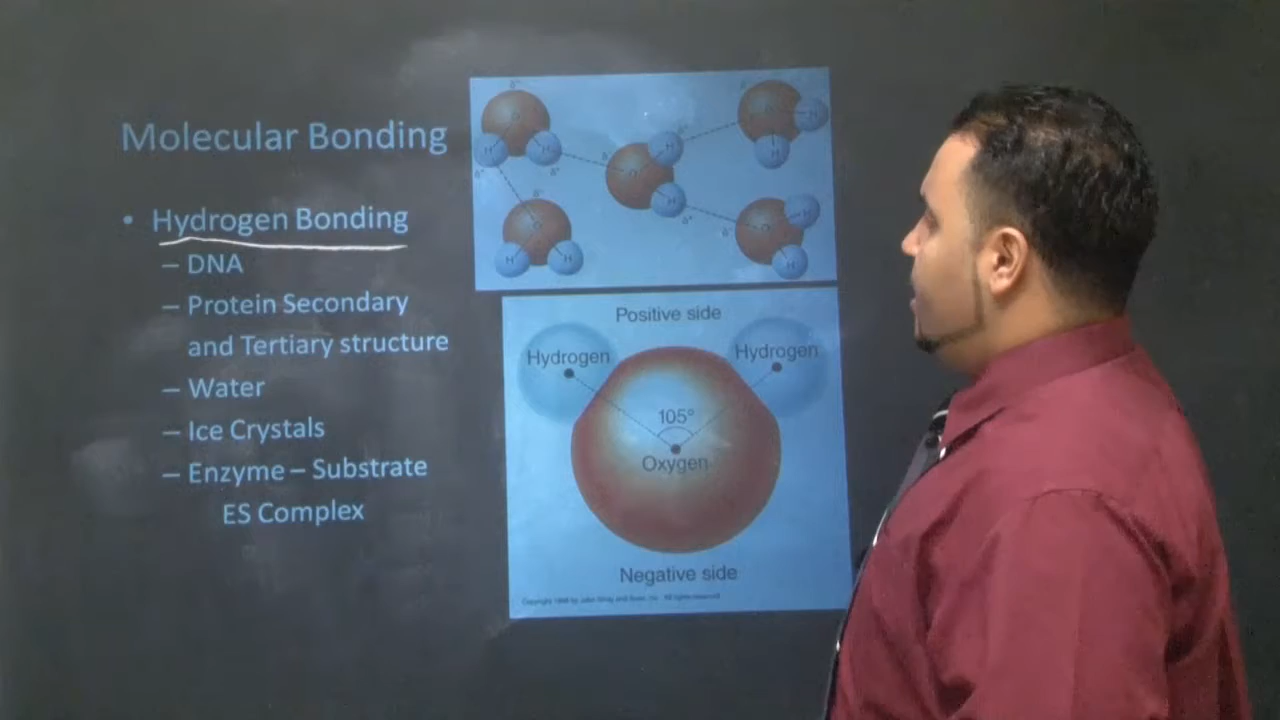 Molecular Bonding
• Hydrogen Bonding
– DNA
– Protein Secondary
and Tertiary structure
– Water
– Ice Crystals
– Enzyme – Substrate
ES Complex
H
H
H
H
H
H
H
H
H
H
Positive side
Hydrogen
Hydrogen
105°
Oxygen
Negative side